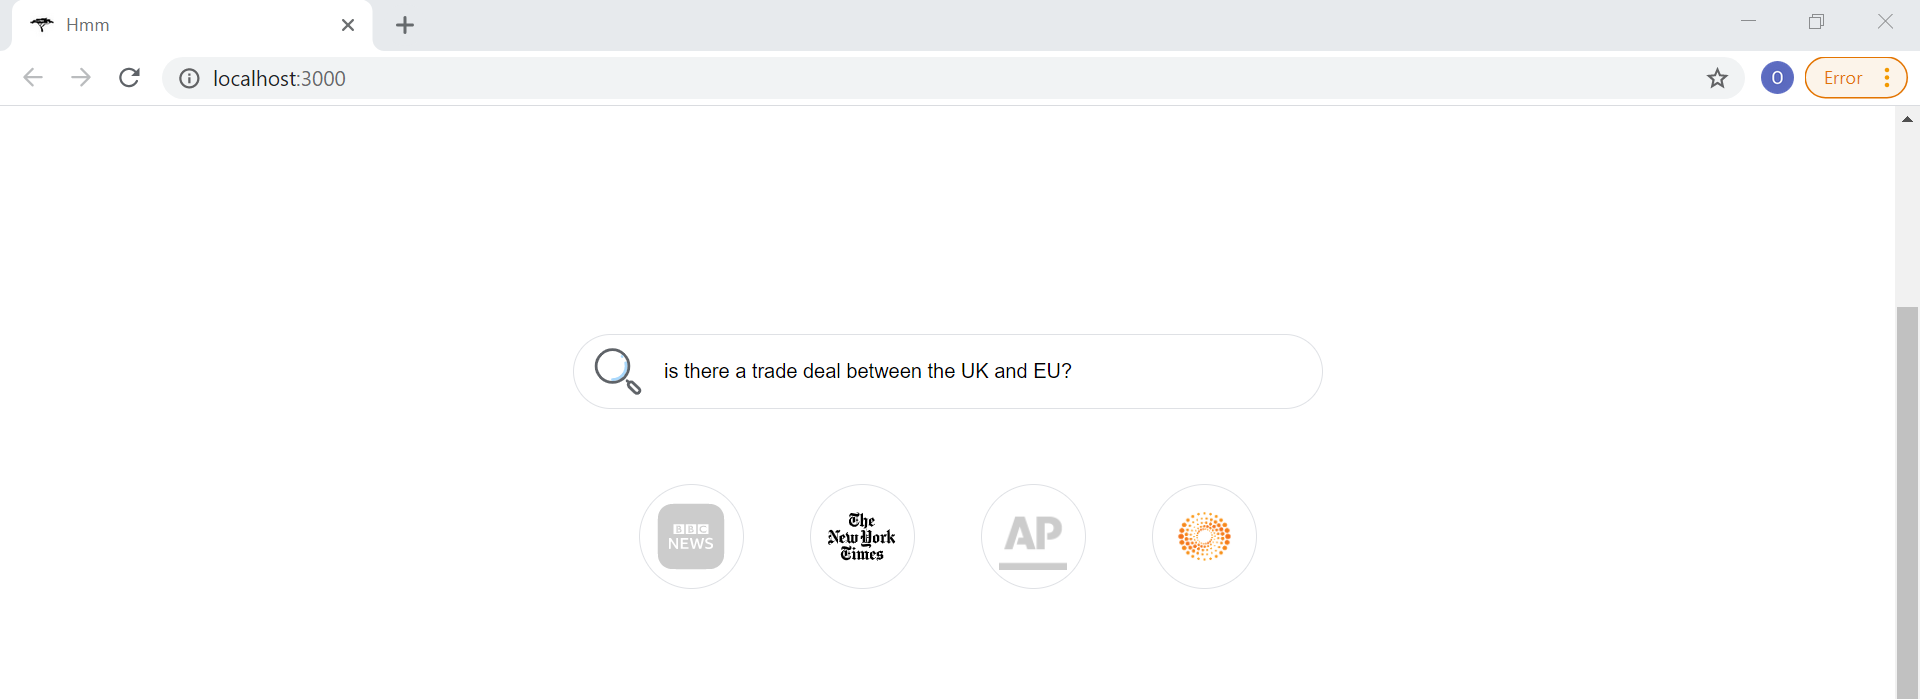 Hmm
localhost:3000
O
Error
is there a trade deal between the UK and EU?
BBC
NEWS
The
New York
Times
AP